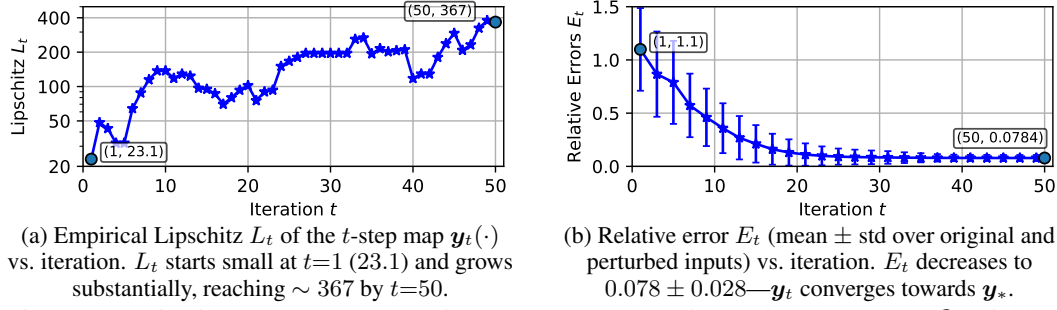 (50, 367)
400
200
100
50
20
Lipschitz L_t
(1, 23.1)
0 10 20 30 40 50
Iteration t
(a) Empirical Lipschitz L_t of the t-step map y_t(·)
vs. iteration. L_t starts small at t=1 (23.1) and grows
substantially, reaching ∼ 367 by t=50.
1.5
1.0
0.5
0.0
Relative Errors E_t
(1, 1.1)
(50, 0.0784)
0 10 20 30 40 50
Iteration t
(b) Relative error E_t (mean ± std over original and
perturbed inputs) vs. iteration. E_t decreases to
0.078 ± 0.028—y_t converges towards y_*.